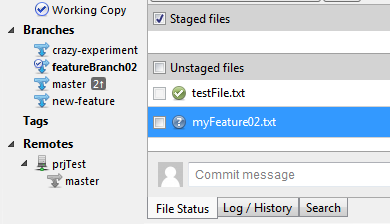 Working Copy
Branches
crazy-experiment
featureBranch02
master 2↑
new-feature
Tags
Remotes
prjTest
master
Staged files
Unstaged files
testFile.txt
myFeature02.txt
Commit message
File Status
Log / History
Search